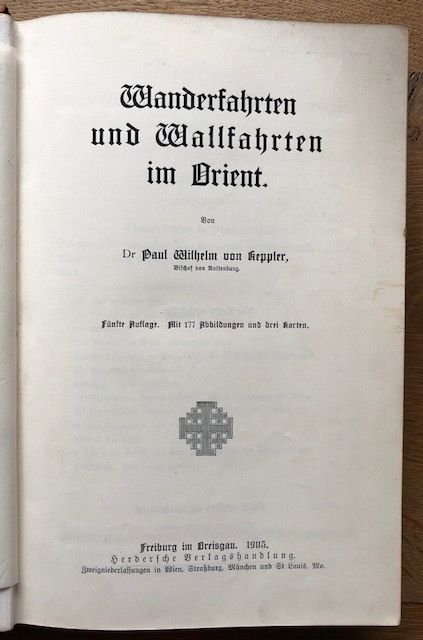 Wanderfahrten
und Wallfahrten
im Orient.
Von
Dr Paul Wilhelm von Keppler,
Bischof von Rottenburg.
Fünfte Auflage. Mit 177 Abbildungen und drei Karten.
Freiburg im Breisgau. 1905.
Herdersche Verlagshandlung.
Zweigniederlassungen in Wien, Straßburg, München und St Louis, Mo.